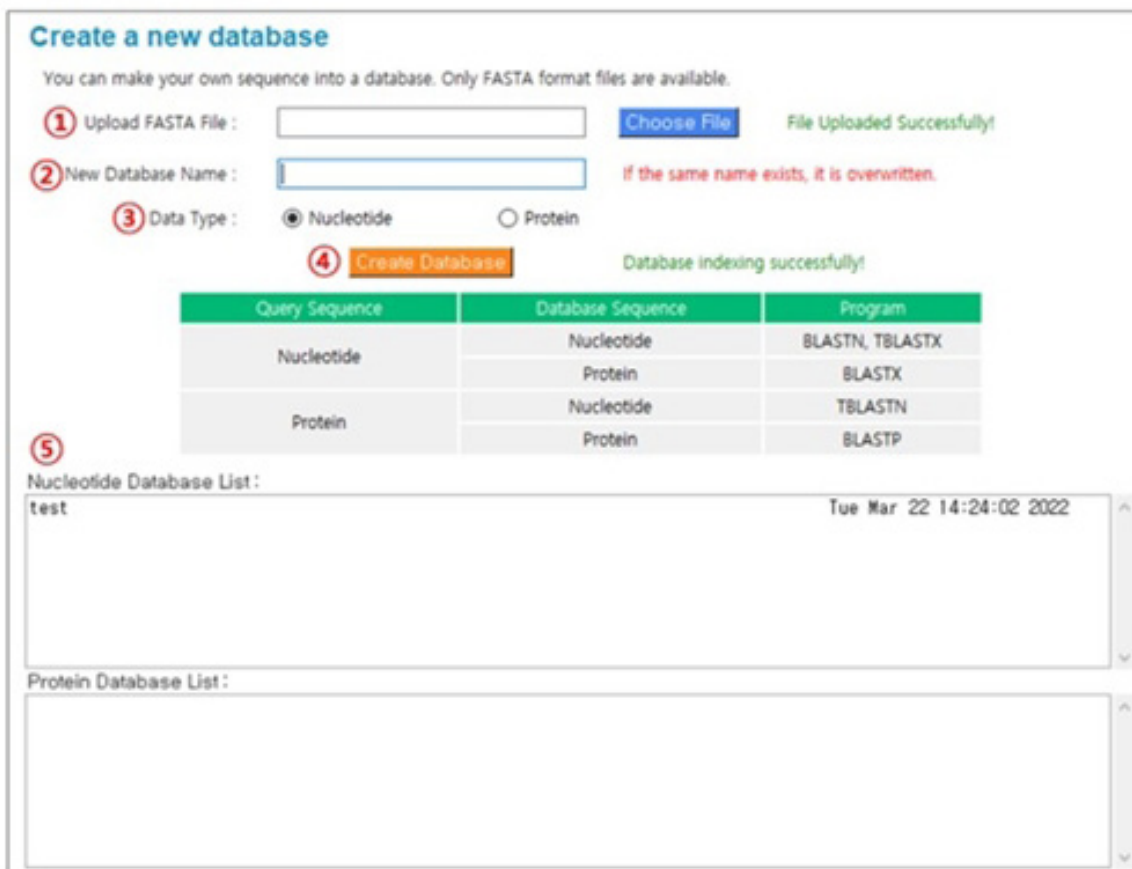 Create a new database
You can make your own sequence into a database. Only FASTA format files are available.
① Upload FASTA File : Choose File File Uploaded Successfully!
② New Database Name : If the same name exists, it is overwritten.
③ Data Type : Nucleotide Protein
④ Create Database Database indexing successfully!
Query Sequence Database Sequence Program
Nucleotide Nucleotide BLASTN, TBLASTX
Protein BLASTX
Protein Nucleotide TBLASTN
Protein BLASTP
⑤
Nucleotide Database List:
test Tue Mar 22 14:24:02 2022
Protein Database List: